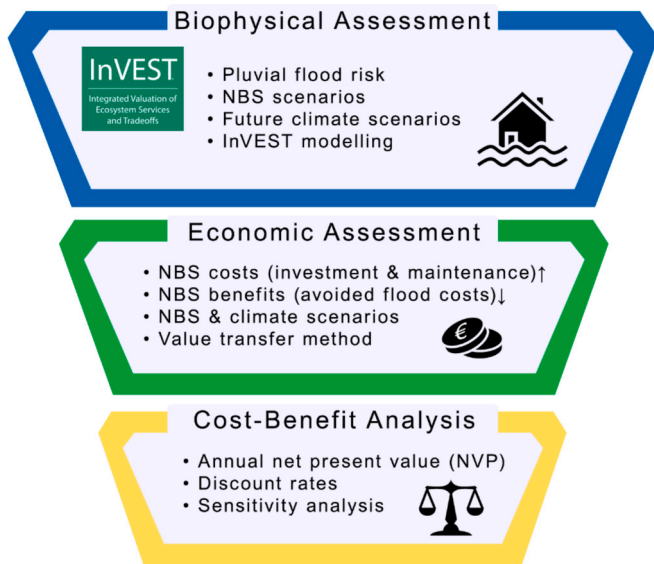 Biophysical Assessment
InVEST
Integrated Valuation of
Ecosystem Services
and Tradeoffs
• Pluvial flood risk
• NBS scenarios
• Future climate scenarios
• InVEST modelling
Economic Assessment
• NBS costs (investment & maintenance)↑
• NBS benefits (avoided flood costs)↓
• NBS & climate scenarios
• Value transfer method
€
Cost-Benefit Analysis
• Annual net present value (NVP)
• Discount rates
• Sensitivity analysis